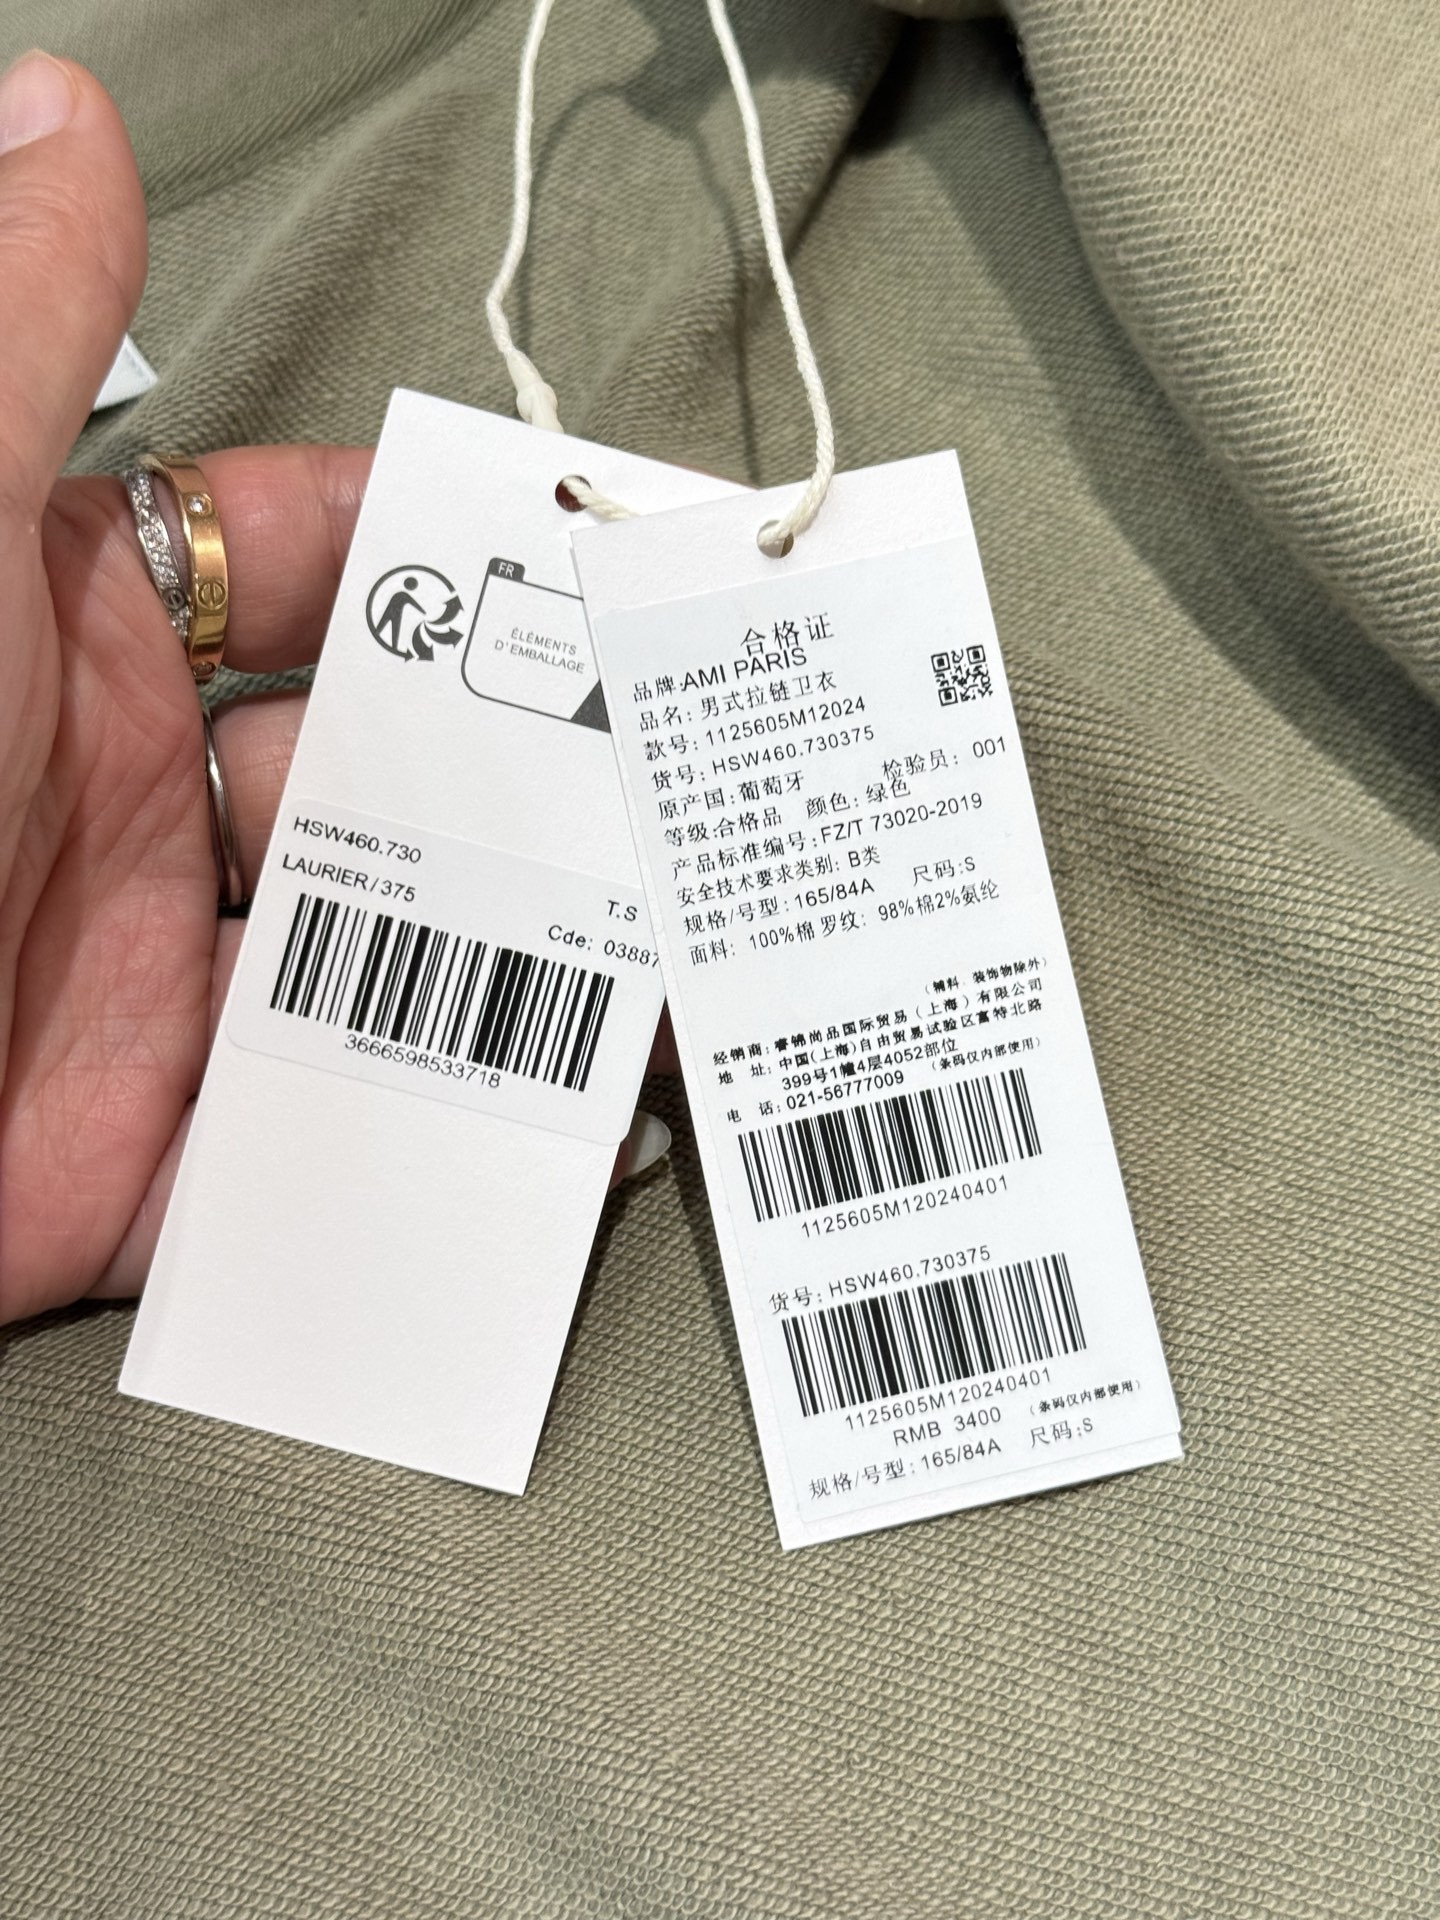 FR
ÉLÉMENTS
D'EMBALLAGE
HSW460.730
LAURIER/375
T.S
Cde: 03887
3666598533718
合格证
品牌:AMI PARIS
品名: 男式拉链卫衣
款号: 1125605M12024
货号: HSW460.730375
原产国:葡萄牙 检验员: 001
等级:合格品 颜色: 绿色
产品标准编号:FZ/T 73020-2019
安全技术要求类别: B类
规格/号型:165/84A 尺码:S
面料: 100%棉 罗纹: 98%棉2%氨纶
(辅料、装饰物除外)
经销商: 睿锦尚品国际贸易(上海)有限公司
地 址: 中国(上海)自由贸易试验区富特北路
399号1幢4层4052部位
电 话: 021-56777009 (条码仅内部使用)
1125605M120240401
货号: HSW460.730375
1125605M120240401
RMB 3400 (条码仅内部使用)
规格/号型: 165/84A 尺码:S